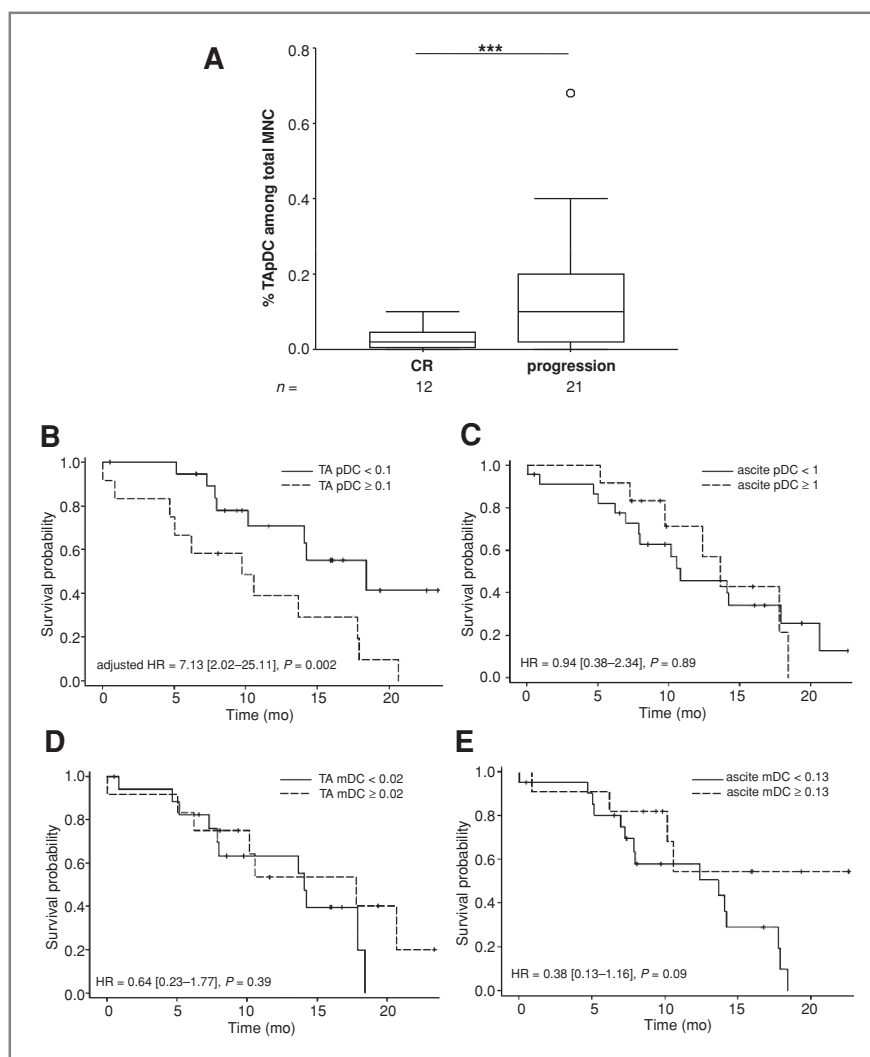 A
***
% TApDC among total MNC
0.8
0.6
0.4
0.2
0.0
CR progression
n = 12 21
B
Survival probability
1.0
0.8
0.6
0.4
0.2
0.0
TA pDC < 0.1
TA pDC ≥ 0.1
adjusted HR = 7.13 [2.02–25.11], P = 0.002
0 5 10 15 20
Time (mo)
C
Survival probability
1.0
0.8
0.6
0.4
0.2
0.0
ascite pDC < 1
ascite pDC ≥ 1
HR = 0.94 [0.38–2.34], P = 0.89
0 5 10 15 20
Time (mo)
D
Survival probability
1.0
0.8
0.6
0.4
0.2
0.0
TA mDC < 0.02
TA mDC ≥ 0.02
HR = 0.64 [0.23–1.77], P = 0.39
0 5 10 15 20
Time (mo)
E
Survival probability
1.0
0.8
0.6
0.4
0.2
0.0
ascite mDC < 0.13
ascite mDC ≥ 0.13
HR = 0.38 [0.13–1.16], P = 0.09
0 5 10 15 20
Time (mo)